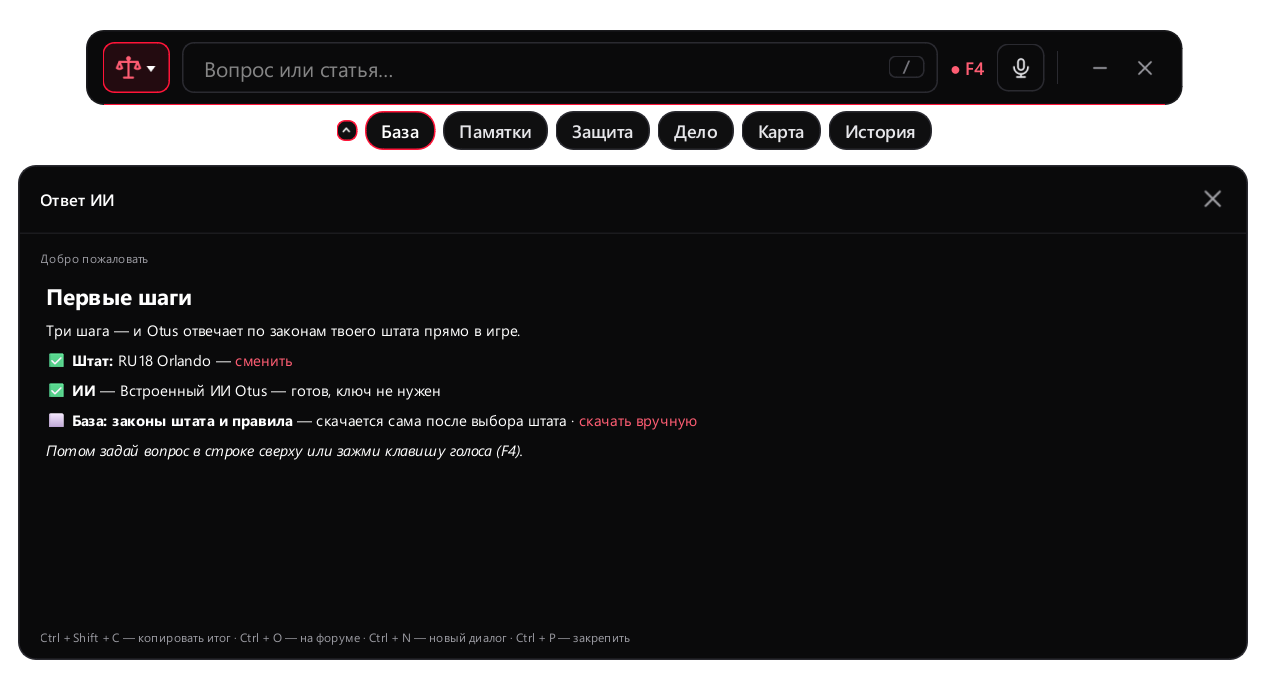 Вопрос или статья...
/
● F4
База
Памятки
Защита
Дело
Карта
История
Ответ ИИ
Добро пожаловать
Первые шаги
Три шага — и Otus отвечает по законам твоего штата прямо в игре.
✅ Штат: RU18 Orlando — сменить
✅ ИИ — Встроенный ИИ Otus — готов, ключ не нужен
База: законы штата и правила — скачается сама после выбора штата · скачать вручную
Потом задай вопрос в строке сверху или зажми клавишу голоса (F4).
Ctrl + Shift + C — копировать итог · Ctrl + O — на форуме · Ctrl + N — новый диалог · Ctrl + P — закрепить